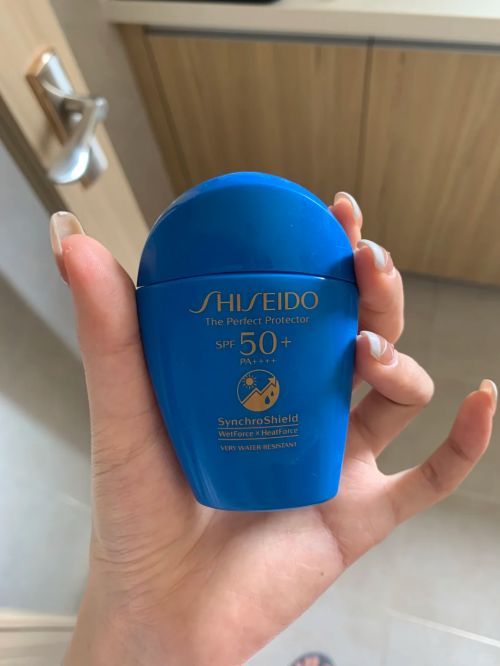 SHISEIDO
The Perfect Protector
SPF 50+
PA++++
SynchroShield
WetForce × HeatForce
VERY WATER-RESISTANT